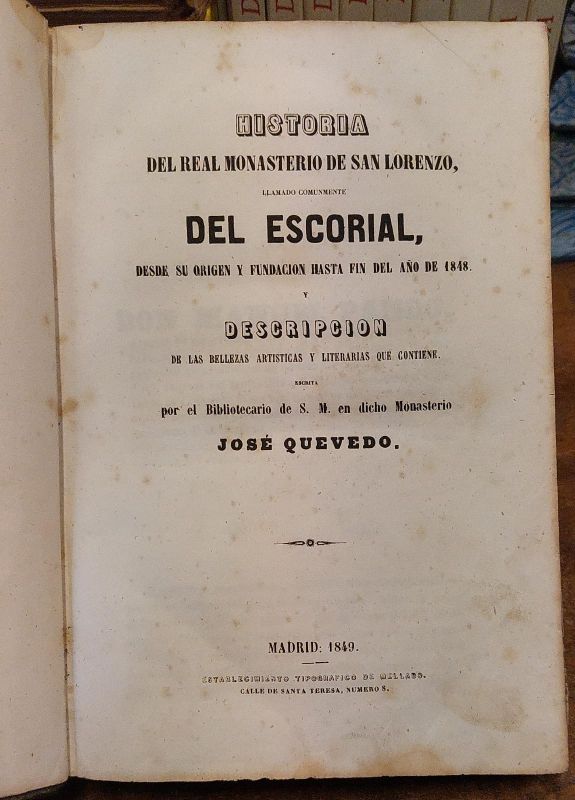 HISTORIA
DEL REAL MONASTERIO DE SAN LORENZO,
LLAMADO COMUNMENTE
DEL ESCORIAL,
DESDE SU ORIGEN Y FUNDACION HASTA FIN DEL AÑO DE 1848.
Y
DESCRIPCION
DE LAS BELLEZAS ARTISTICAS Y LITERARIAS QUE CONTIENE.
ESCRITA
por el Bibliotecario de S. M. en dicho Monasterio
JOSÉ QUEVEDO.
MADRID: 1849.
ESTABLECIMIENTO TIPOGRAFICO DE MELLADO.
CALLE DE SANTA TERESA, NUMERO 8.